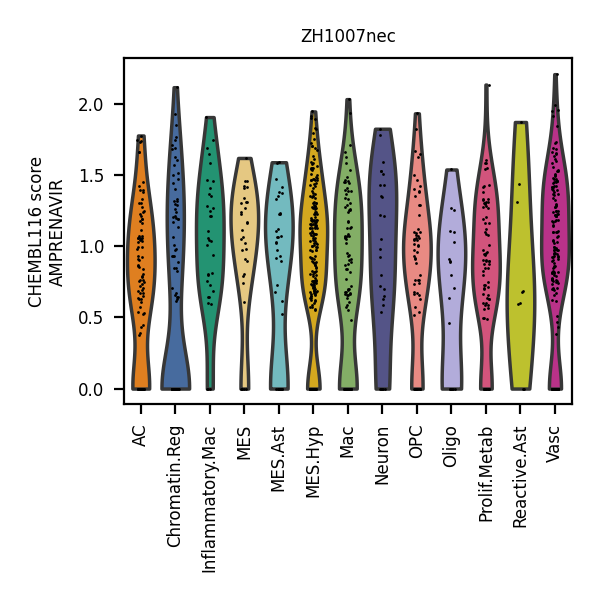 ZH1007nec
CHEMBL116 score
AMPRENAVIR
2.0
1.5
1.0
0.5
0.0
AC
Chromatin.Reg
Inflammatory.Mac
MES
MES.Ast
MES.Hyp
Mac
Neuron
OPC
Oligo
Prolif.Metab
Reactive.Ast
Vasc